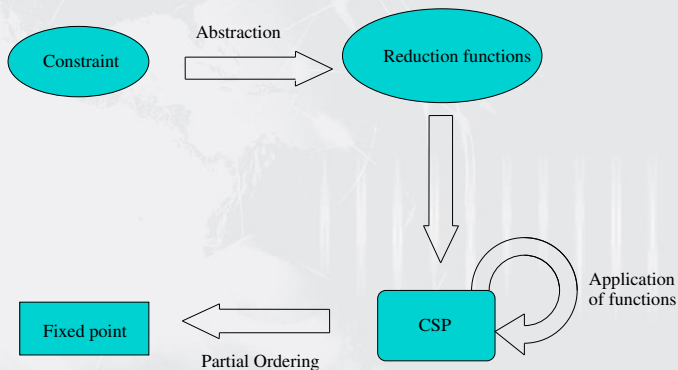 Abstraction
Constraint
Reduction functions
Application
of functions
CSP
Fixed point
Partial Ordering